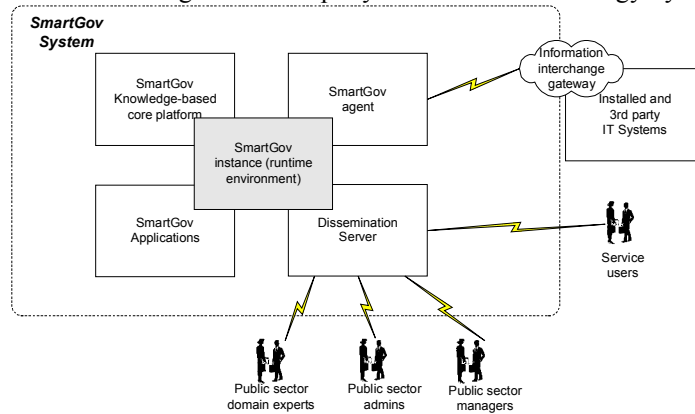 SmartGov
System
SmartGov
Knowledge-based
core platform
SmartGov
agent
Information
interchange
gateway
Installed and
3rd party
IT Systems
SmartGov
instance (runtime
environment)
SmartGov
Applications
Dissemination
Server
Service
users
Public sector
domain experts
Public sector
admins
Public sector
managers